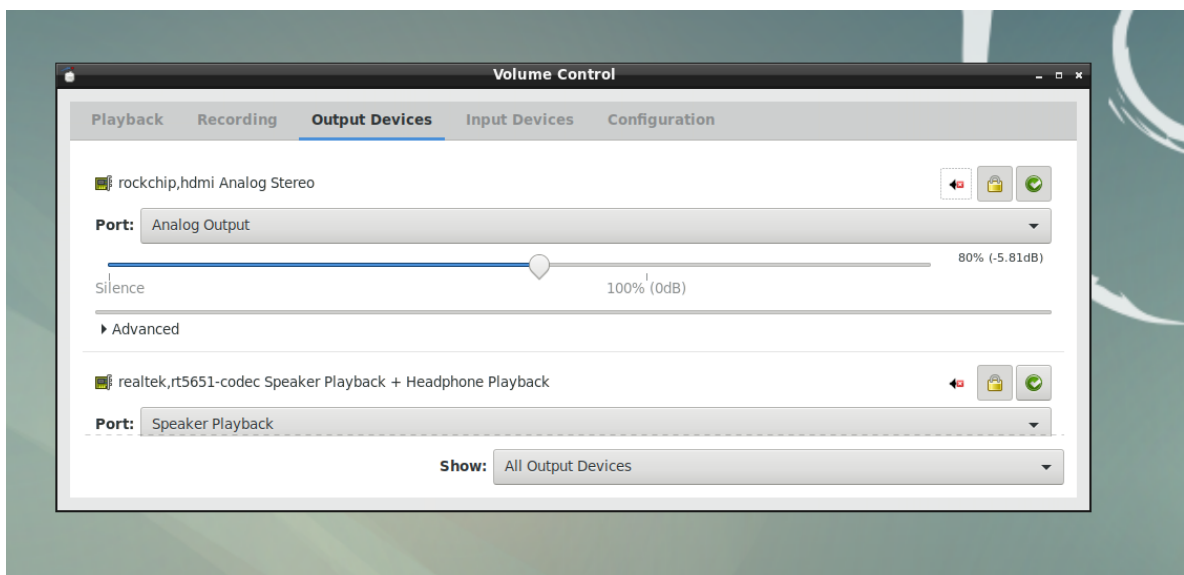 Volume Control
Playback Recording Output Devices Input Devices Configuration
rockchip,hdmi Analog Stereo
Port: Analog Output
80% (-5.81dB)
Silence 100% (0dB)
Advanced
realtek,rt5651-codec Speaker Playback + Headphone Playback
Port: Speaker Playback
Show: All Output Devices